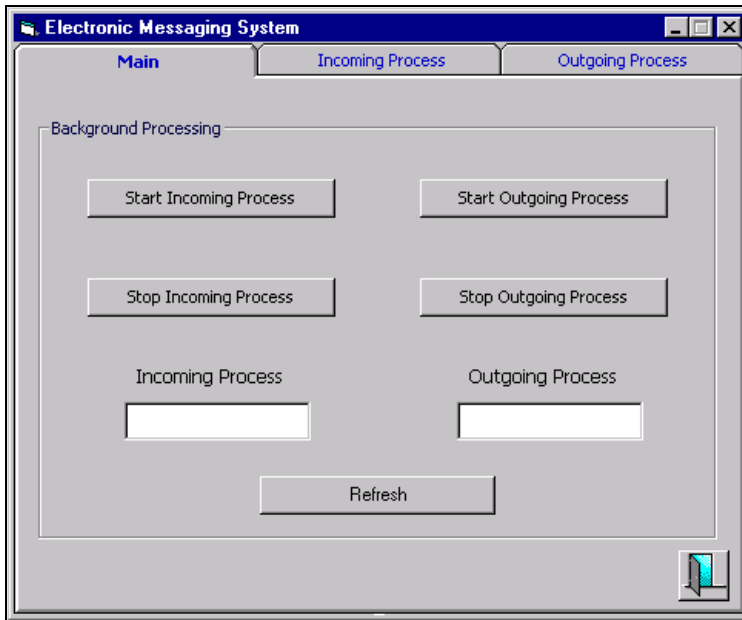 Electronic Messaging System
Main Incoming Process Outgoing Process
Background Processing
Start Incoming Process Start Outgoing Process
Stop Incoming Process Stop Outgoing Process
Incoming Process Outgoing Process
Refresh